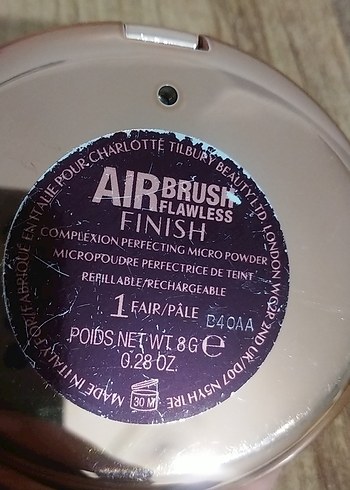 FABRIQUÉ EN ITALIE POUR CHARLOTTE TILBURY BEAUTY LTD, LONDON WC2R 2ND UK/D07 N5YH IRE
AIRBRUSH
FLAWLESS
FINISH
COMPLEXION PERFECTING MICRO POWDER
MICROPOUDRE PERFECTRICE DE TEINT
REFILLABLE/RECHARGEABLE
1 FAIR/PÂLE
B40AA
POIDS NET WT. 8 G e
0.28 OZ.
30 M
MADE IN ITALY